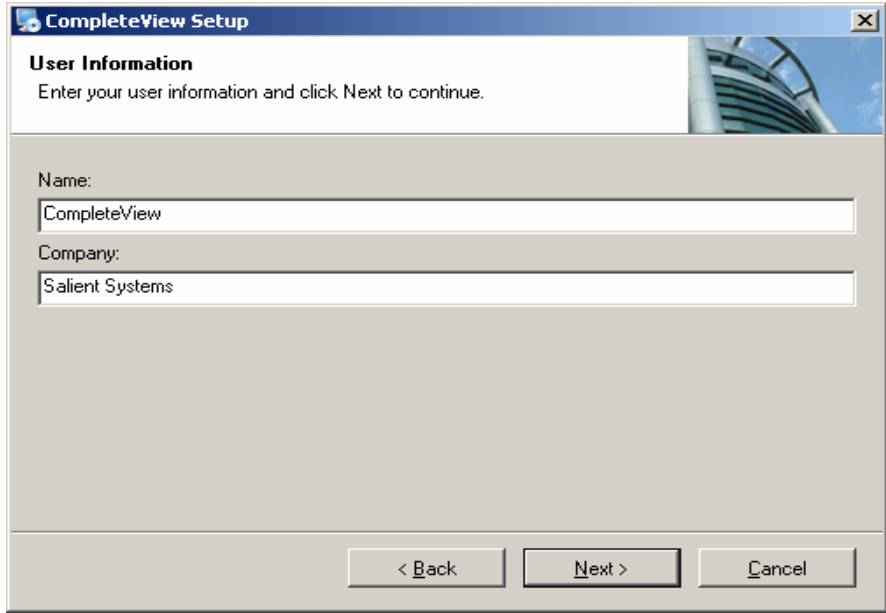 CompleteView Setup
User Information
Enter your user information and click Next to continue.
Name:
CompleteView
Company:
Salient Systems
< Back Next > Cancel